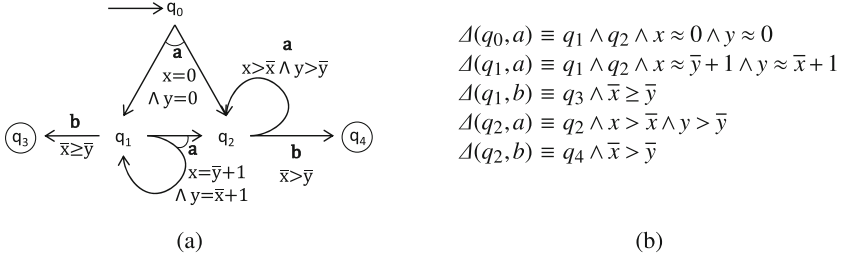 q₀
a
x=0
∧ y=0
a
x>x̅ ∧ y>y̅
b
q₃
x̅≥y̅
q₁
a
x=y̅+1
∧ y=x̅+1
q₂
b
x̅>y̅
q₄
(a)
Δ(q₀,a) ≡ q₁ ∧ q₂ ∧ x ≈ 0 ∧ y ≈ 0
Δ(q₁,a) ≡ q₁ ∧ q₂ ∧ x ≈ y̅+1 ∧ y ≈ x̅+1
Δ(q₁,b) ≡ q₃ ∧ x̅ ≥ y̅
Δ(q₂,a) ≡ q₂ ∧ x > x̅ ∧ y > y̅
Δ(q₂,b) ≡ q₄ ∧ x̅ > y̅
(b)